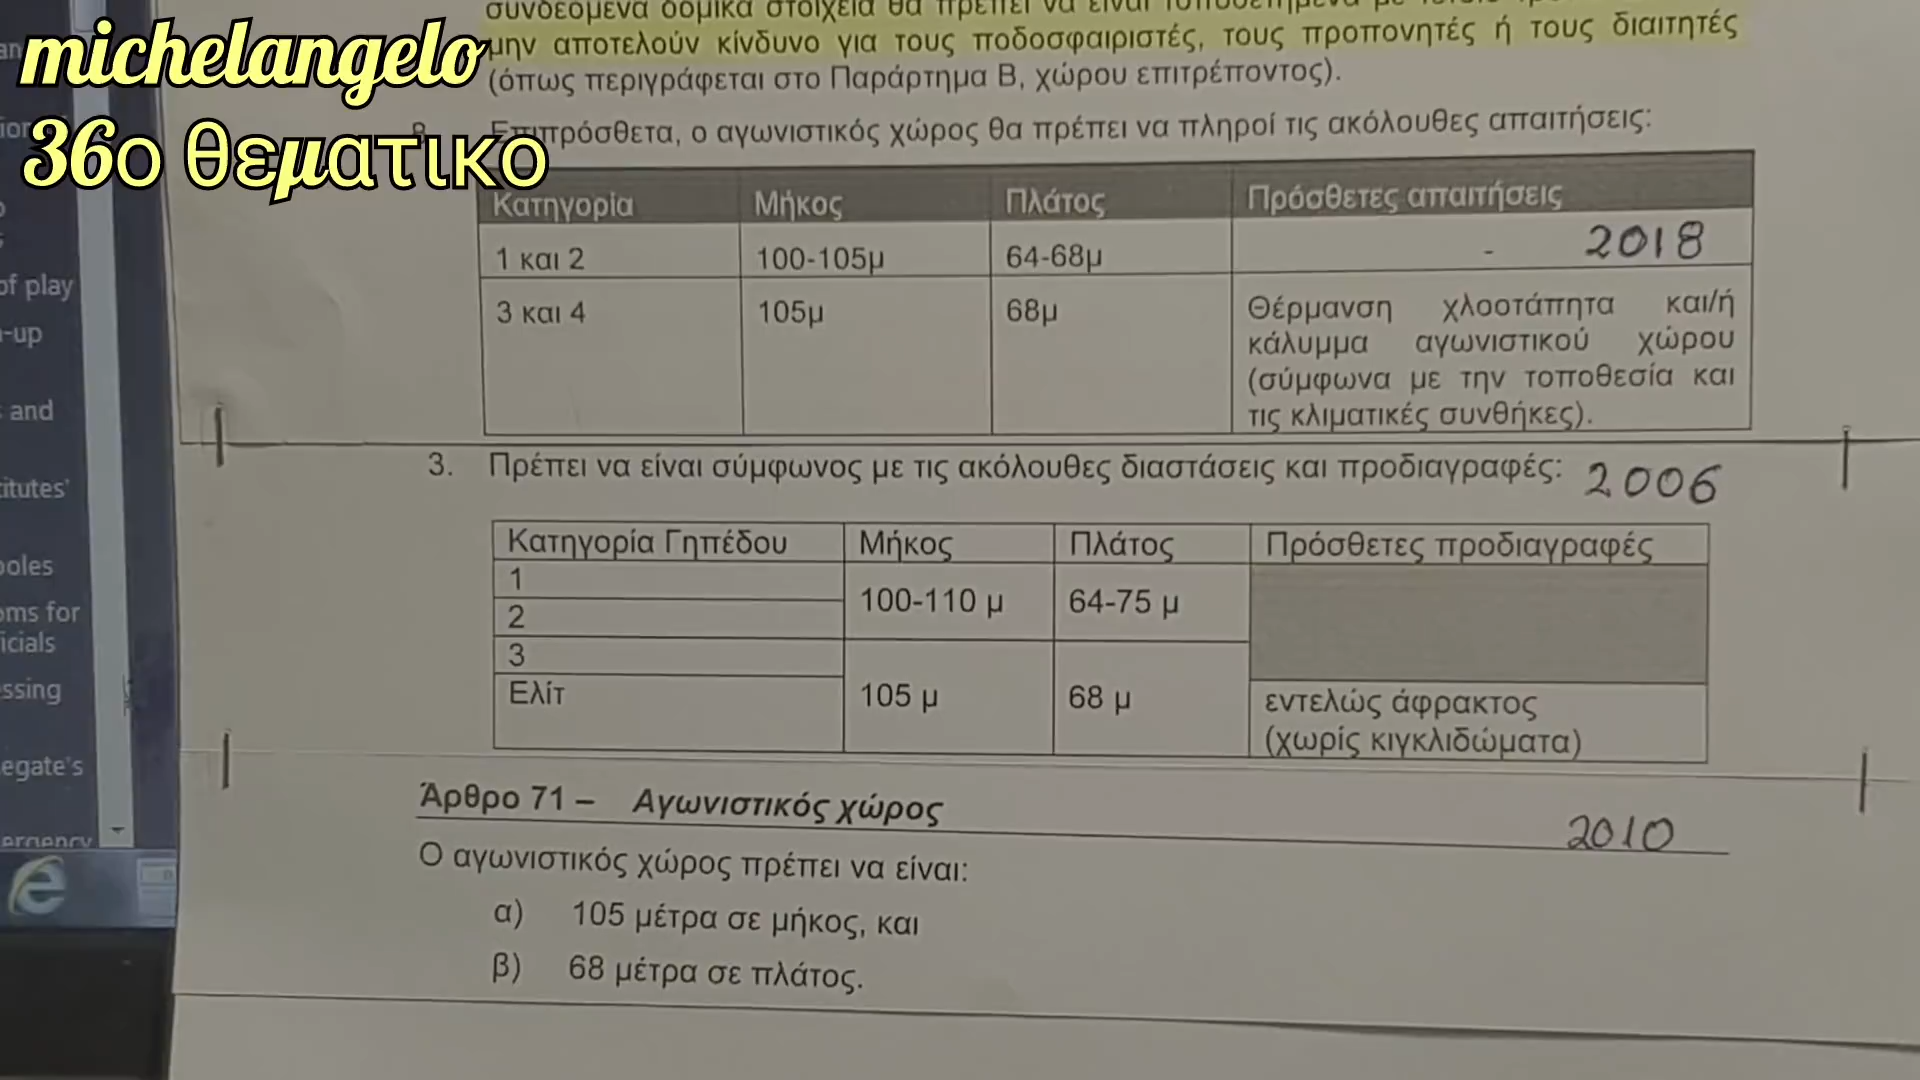 συνδεόμενα δομικά στοιχεία θα πρέπει να είναι τοποθετημένα με
michelangelo
μην αποτελούν κίνδυνο για τους ποδοσφαιριστές, τους προπονητές ή τους διαιτητές
(όπως περιγράφεται στο Παράρτημα Β, χώρου επιτρέποντος).
36ο θεματικο
8. Επιπρόσθετα, ο αγωνιστικός χώρος θα πρέπει να πληροί τις ακόλουθες απαιτήσεις:
Κατηγορία Μήκος Πλάτος Πρόσθετες απαιτήσεις
1 και 2 100-105μ 64-68μ - 2018
3 και 4 105μ 68μ Θέρμανση χλοοτάπητα και/ή
κάλυμμα αγωνιστικού χώρου
(σύμφωνα με την τοποθεσία και
τις κλιματικές συνθήκες).
3. Πρέπει να είναι σύμφωνος με τις ακόλουθες διαστάσεις και προδιαγραφές: 2006
Κατηγορία Γηπέδου Μήκος Πλάτος Πρόσθετες προδιαγραφές
1
2
100-110 μ 64-75 μ
3
Ελίτ
105 μ 68 μ
εντελώς άφρακτος
(χωρίς κιγκλιδώματα)
Άρθρο 71 – Αγωνιστικός χώρος
2010
Ο αγωνιστικός χώρος πρέπει να είναι:
α) 105 μέτρα σε μήκος, και
β) 68 μέτρα σε πλάτος.
of play
-up
and
titutes'
oles
oms for
icials
ssing
egate's
ergency